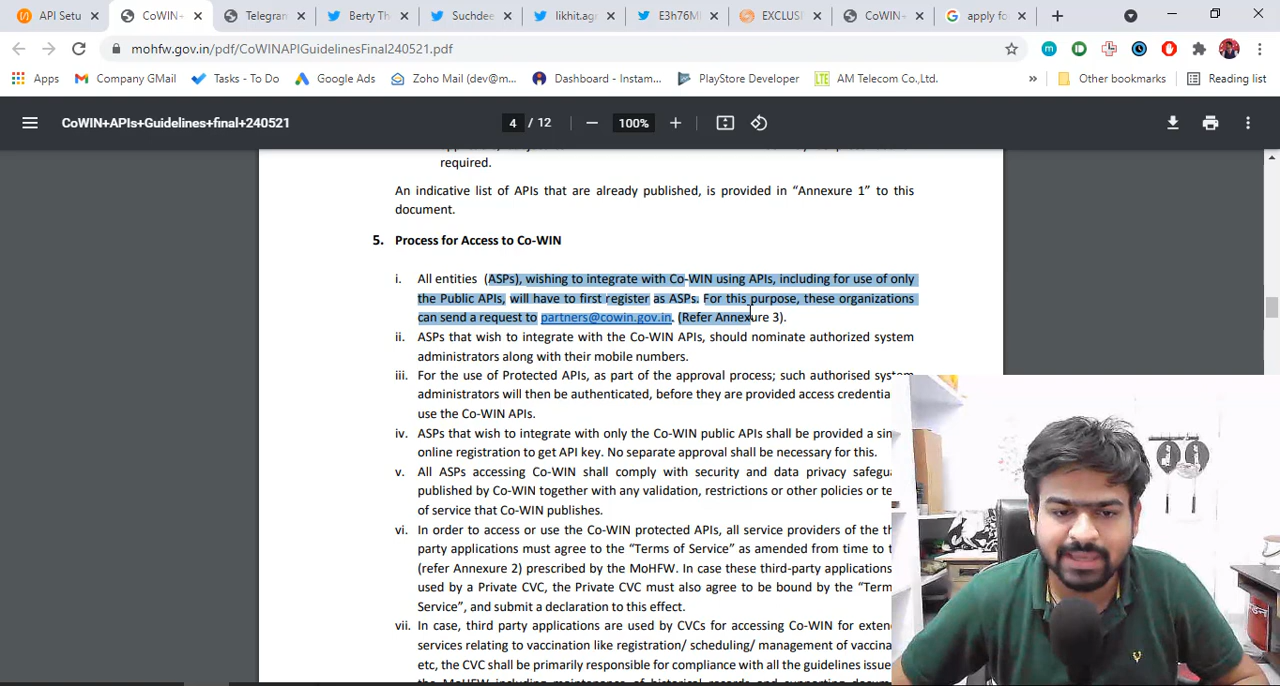 API Setu
CoWIN+
Telegran
Berty Th
Suchdee
likhit.ag
E3h76M
EXCLUSI
CoWIN+
apply fo
mohfw.gov.in/pdf/CoWINAPIGuidelinesFinal240521.pdf
Apps
Company GMail
Tasks - To Do
Google Ads
Zoho Mail (dev@m...
Dashboard - Instam...
PlayStore Developer
LTE
AM Telecom Co.,Ltd.
»
Other bookmarks
Reading list
CoWIN+APIs+Guidelines+final+240521
4 / 12
100%
required.
An indicative list of APIs that are already published, is provided in “Annexure 1” to this
document.
5. Process for Access to Co-WIN
i. All entities (ASPs), wishing to integrate with Co-WIN using APIs, including for use of only
the Public APIs, will have to first register as ASPs. For this purpose, these organizations
can send a request to partners@cowin.gov.in. (Refer Annexure 3).
ii. ASPs that wish to integrate with the Co-WIN APIs, should nominate authorized system
administrators along with their mobile numbers.
iii. For the use of Protected APIs, as part of the approval process; such authorised system
administrators will then be authenticated, before they are provided access credentia
use the Co-WIN APIs.
iv. ASPs that wish to integrate with only the Co-WIN public APIs shall be provided a sin
online registration to get API key. No separate approval shall be necessary for this.
v. All ASPs accessing Co-WIN shall comply with security and data privacy safegua
published by Co-WIN together with any validation, restrictions or other policies or te
of service that Co-WIN publishes.
vi. In order to access or use the Co-WIN protected APIs, all service providers of the th
party applications must agree to the “Terms of Service” as amended from time to t
(refer Annexure 2) prescribed by the MoHFW. In case these third-party applications
used by a Private CVC, the Private CVC must also agree to be bound by the “Term
Service”, and submit a declaration to this effect.
vii. In case, third party applications are used by CVCs for accessing Co-WIN for exten
services relating to vaccination like registration/ scheduling/ management of vaccina
etc, the CVC shall be primarily responsible for compliance with all the guidelines issue